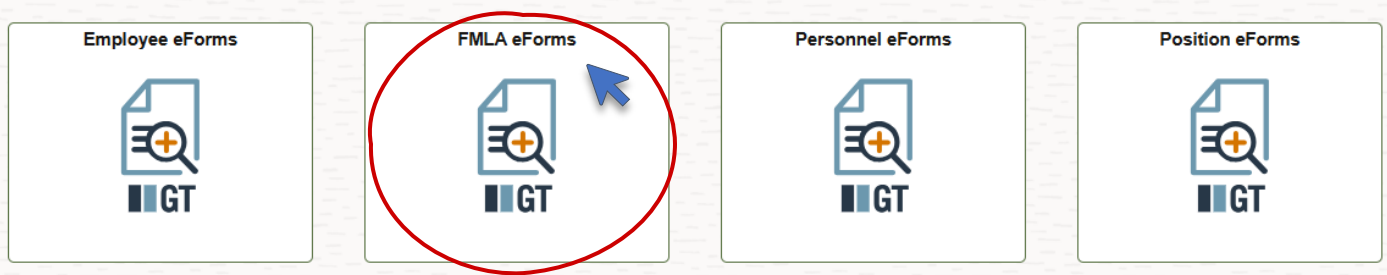 Employee eForms
FMLA eForms
Personnel eForms
Position eForms
GT
GT
GT
GT